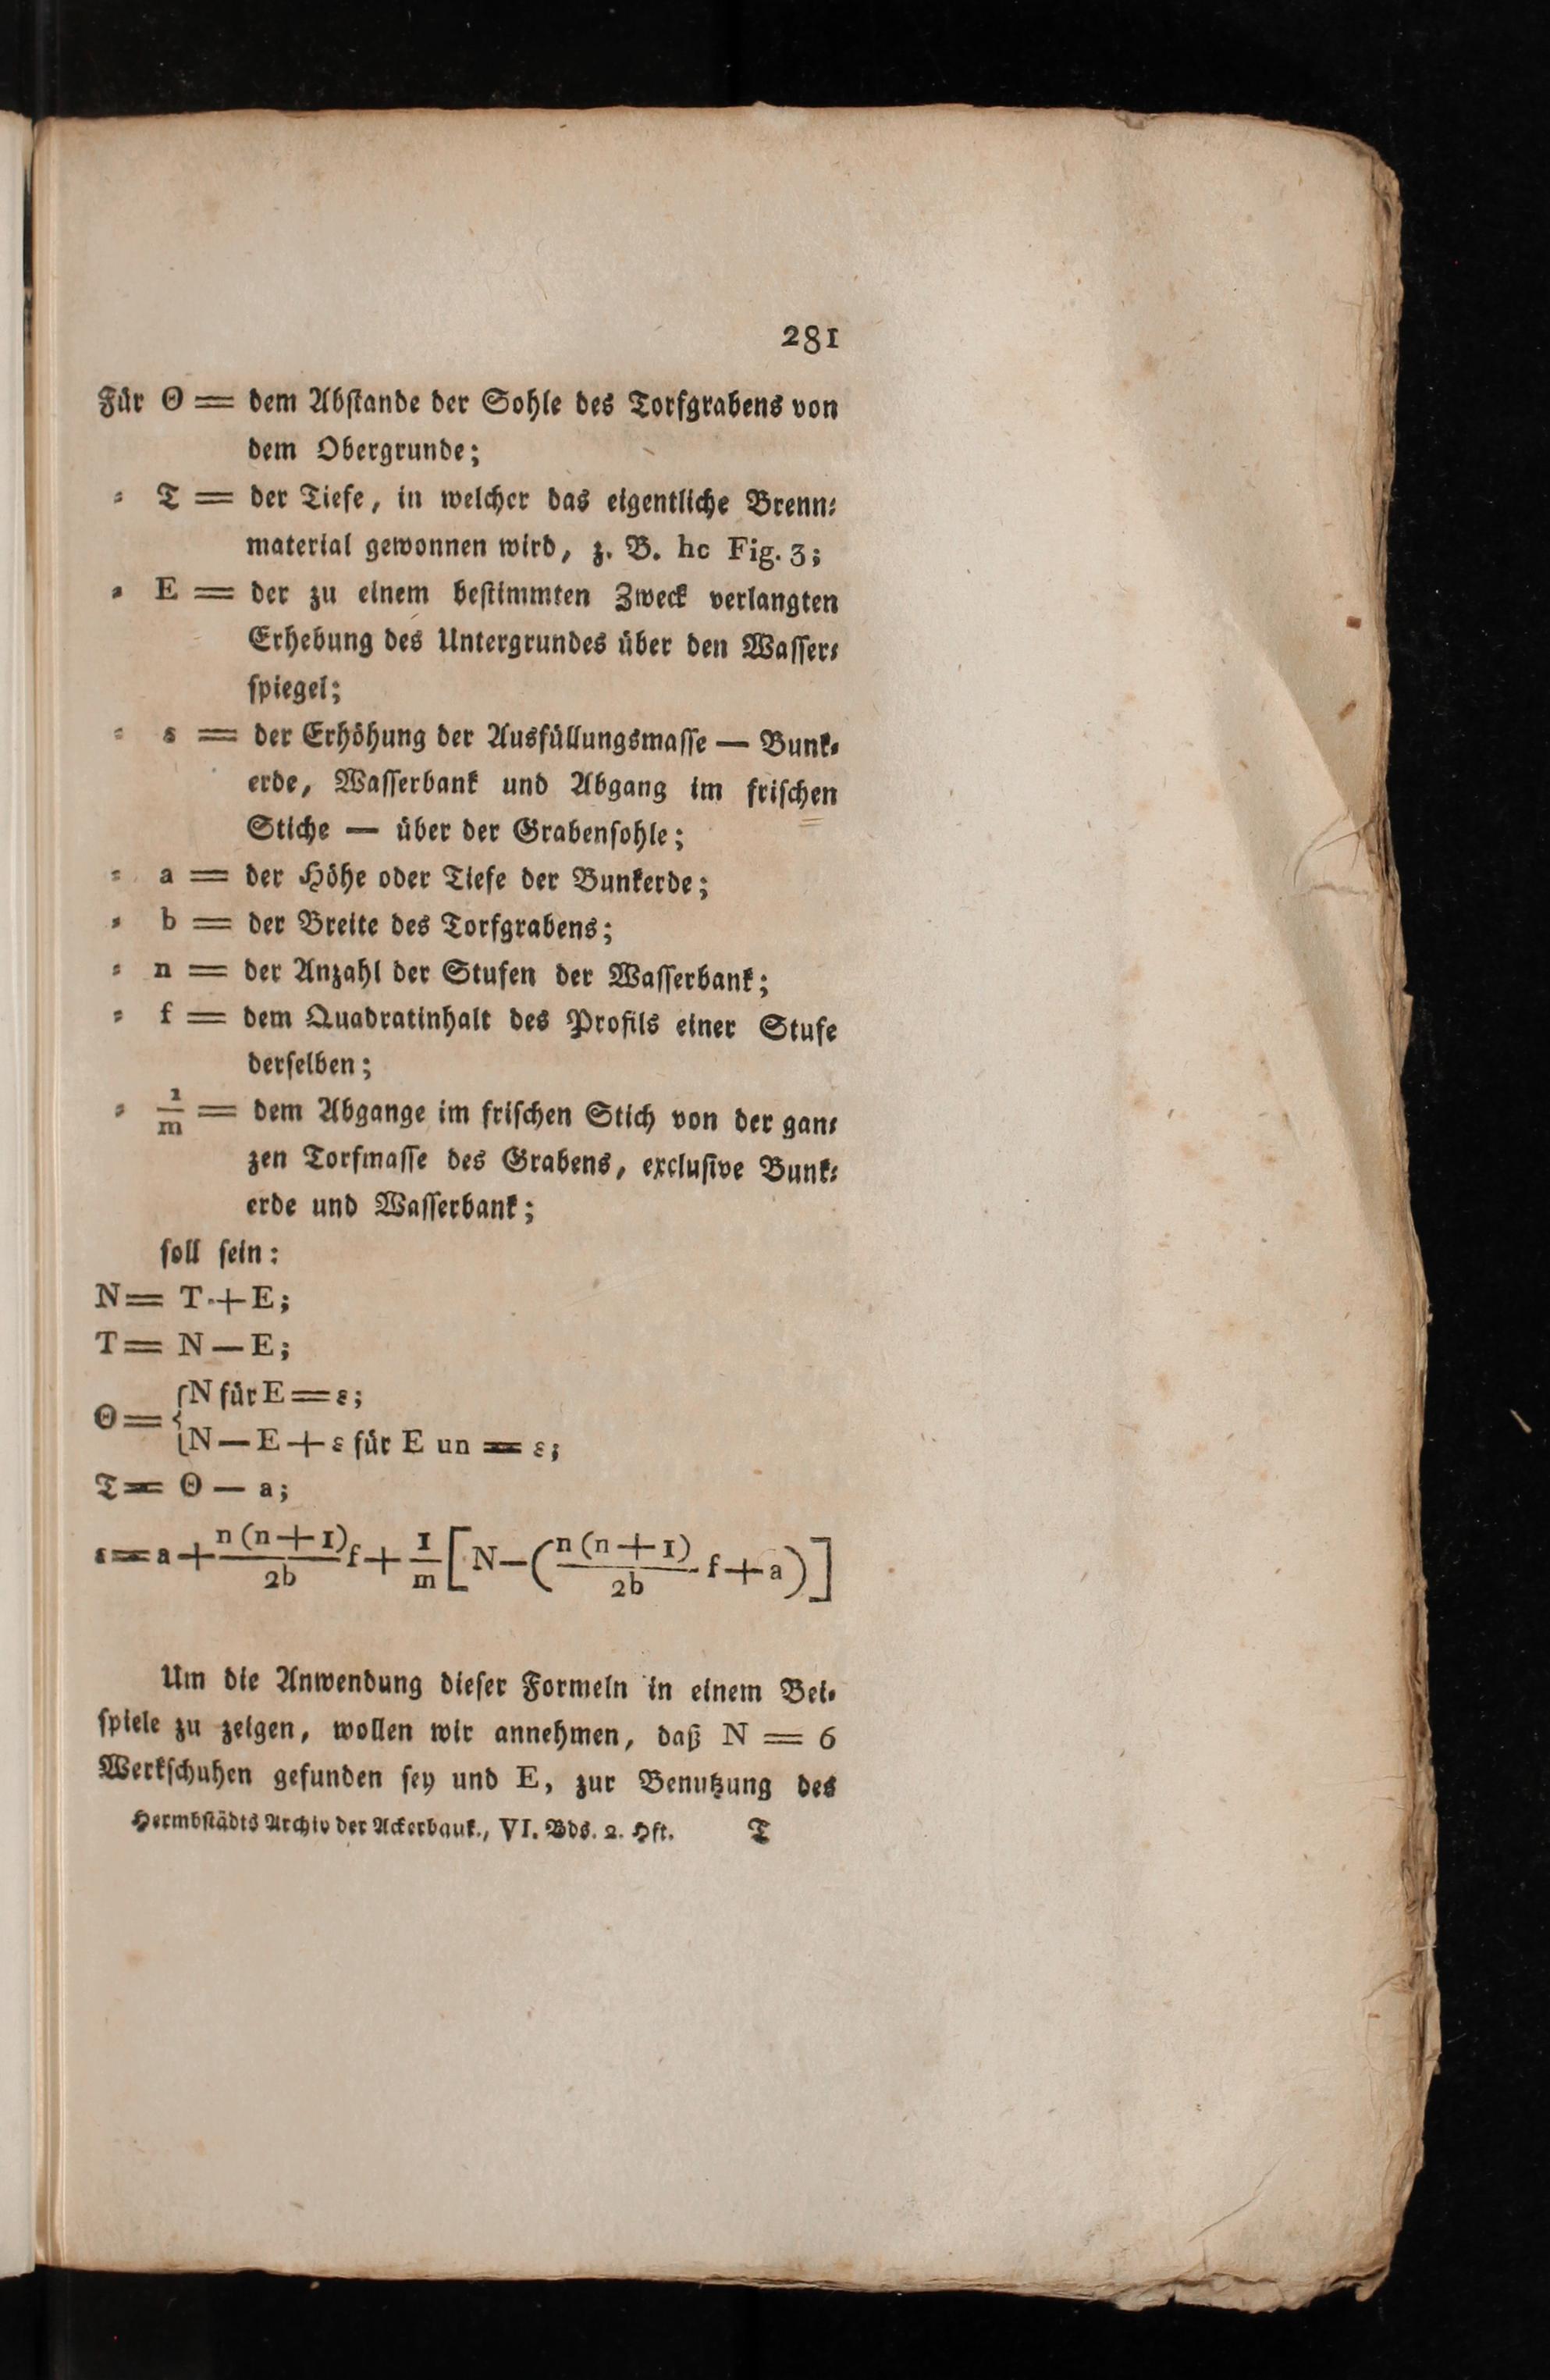 281
Für Θ = dem Abſtande der Sohle des Torfgrabens von
dem Obergrunde;
⸗ 𝔗 = der Tiefe, in welcher das eigentliche Brenn⸗
material gewonnen wird, z. B. hc Fig. 3;
⸗ E = der zu einem beſtimmten Zweck verlangten
Erhebung des Untergrundes über den Waſſer⸗
ſpiegel;
⸗ ε = der Erhöhung der Ausfüllungsmaſſe — Bunk⸗
erde, Waſſerbank und Abgang im friſchen
Stiche — über der Grabenſohle;
⸗ a = der Höhe oder Tiefe der Bunkerde;
⸗ b = der Breite des Torfgrabens;
⸗ n = der Anzahl der Stufen der Waſſerbank;
⸗ f = dem Quadratinhalt des Profils einer Stufe
derſelben;
⸗ 1/m = dem Abgange im friſchen Stich von der gan⸗
zen Torfmaſſe des Grabens, excluſive Bunk⸗
erde und Waſſerbank;
ſoll ſein:
N = T + E;
T = N — E;
Θ = { N für E = ε;
{ N — E + ε für E un = ε;
𝔗 = Θ — a;
ε = a + n(n+1)/2b f + 1/m [N — (n(n+1)/2b . f + a)]
Um die Anwendung dieſer Formeln in einem Bei⸗
ſpiele zu zeigen, wollen wir annehmen, daß N = 6
Werkſchuhen gefunden ſey und E, zur Benutzung des
Hermbſtädts Archiv der Ackerbauk., VI. Bds. 2. Hft. T